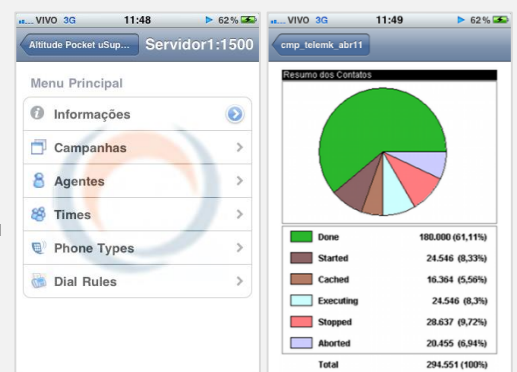 VIVO 3G 11:48 62%
Altitude Pocket uSup... Servidor1:1500
Menu Principal
Informações
Campanhas
Agentes
Times
Phone Types
Dial Rules
... VIVO 3G 11:49 62%
cmp_telemk_abr11
Resumo dos Contatos
Done 180.000 (61,11%)
Started 24.546 (8,33%)
Cached 16.364 (5,56%)
Executing 24.546 (8,3%)
Stopped 28.637 (9,72%)
Aborted 20.455 (6,94%)
Total 294.551 (100%)